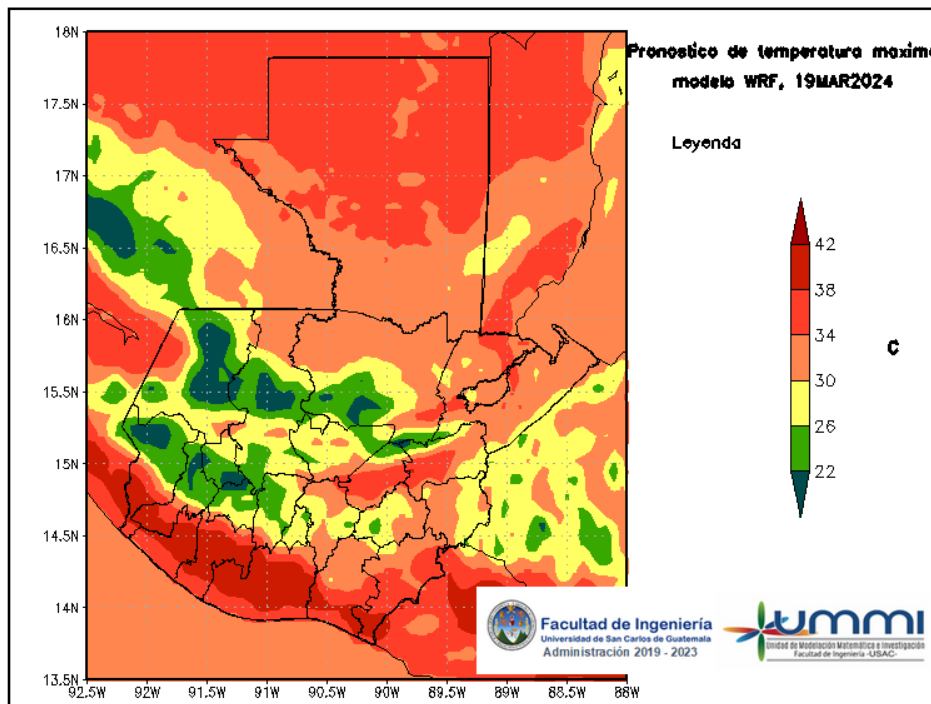 Pronostico de temperatura maxima
modelo WRF, 19MAR2024
Leyenda
42
38
34
30
26
22
C
18N
17.5N
17N
16.5N
16N
15.5N
15N
14.5N
14N
13.5N
92.5W
92W
91.5W
91W
90.5W
90W
89.5W
89W
88.5W
88W
Facultad de Ingeniería
Universidad de San Carlos de Guatemala
Administración 2019 - 2023
UMMI
Unidad de Modelación Matemática e Investigación
Facultad de Ingeniería -USAC-